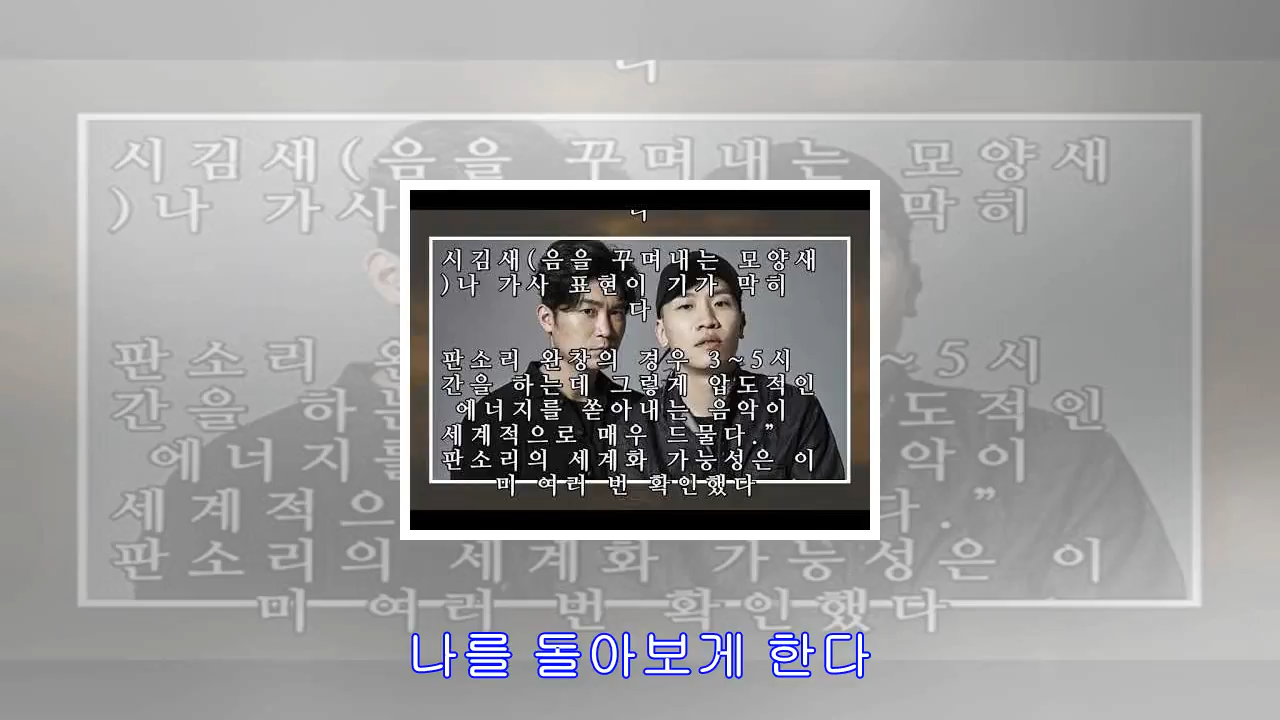 니
시김새(음을 꾸며내는 모양새
)나 가사 표현이 기가 막히
다
판소리 완창의 경우 3~5시
간을 하는데 그렇게 압도적인
에너지를 쏟아내는 음악이
세계적으로 매우 드물다.”
판소리의 세계화 가능성은 이
미 여러 번 확인했다
나를 돌아보게 한다